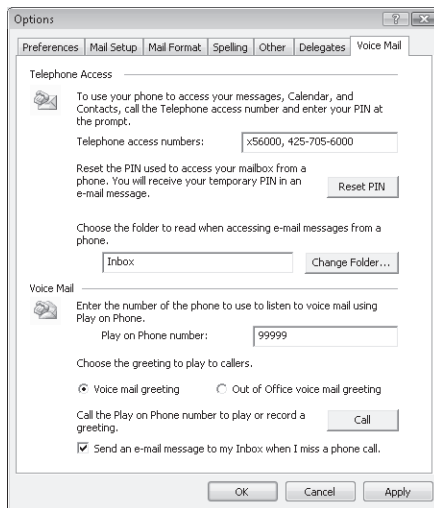 Options
Preferences Mail Setup Mail Format Spelling Other Delegates Voice Mail
Telephone Access
To use your phone to access your messages, Calendar, and
Contacts, call the Telephone access number and enter your PIN at
the prompt.
Telephone access numbers: x56000, 425-705-6000
Reset the PIN used to access your mailbox from a
phone. You will receive your temporary PIN in an
e-mail message.
Reset PIN
Choose the folder to read when accessing e-mail messages from a
phone.
Inbox Change Folder...
Voice Mail
Enter the number of the phone to use to listen to voice mail using
Play on Phone.
Play on Phone number: 99999
Choose the greeting to play to callers.
Voice mail greeting Out of Office voice mail greeting
Call the Play on Phone number to play or record a
greeting.
Call
Send an e-mail message to my Inbox when I miss a phone call.
OK Cancel Apply